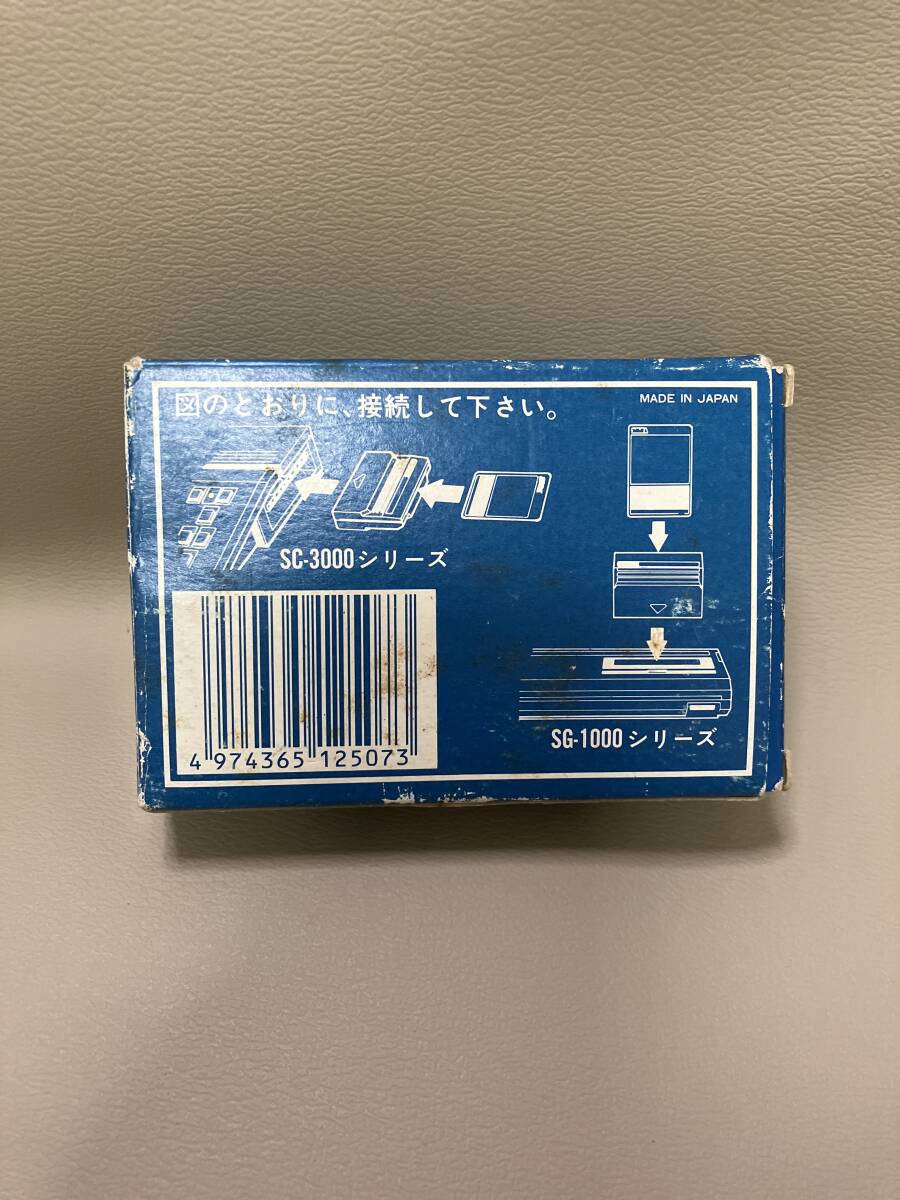 図のとおりに、接続して下さい。
MADE IN JAPAN
SC-3000シリーズ
SG-1000シリーズ
4 974365 125073